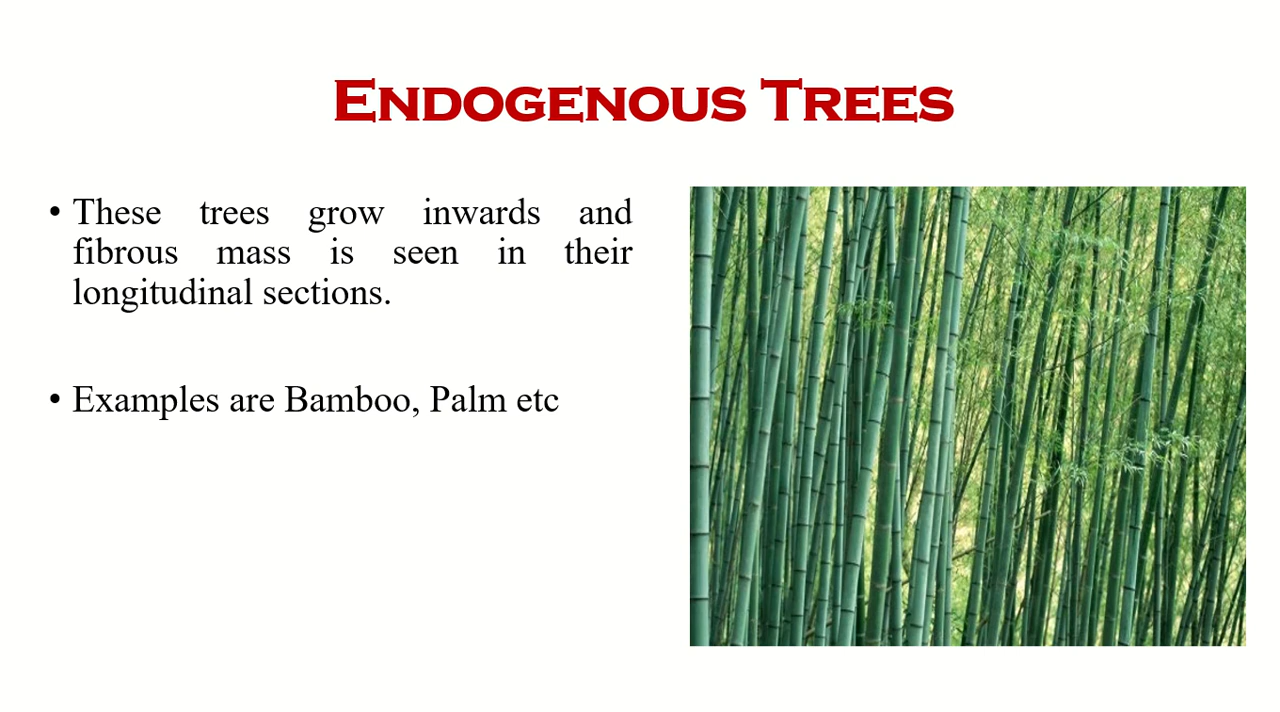 Endogenous Trees
• These trees grow inwards and
fibrous mass is seen in their
longitudinal sections.
• Examples are Bamboo, Palm etc